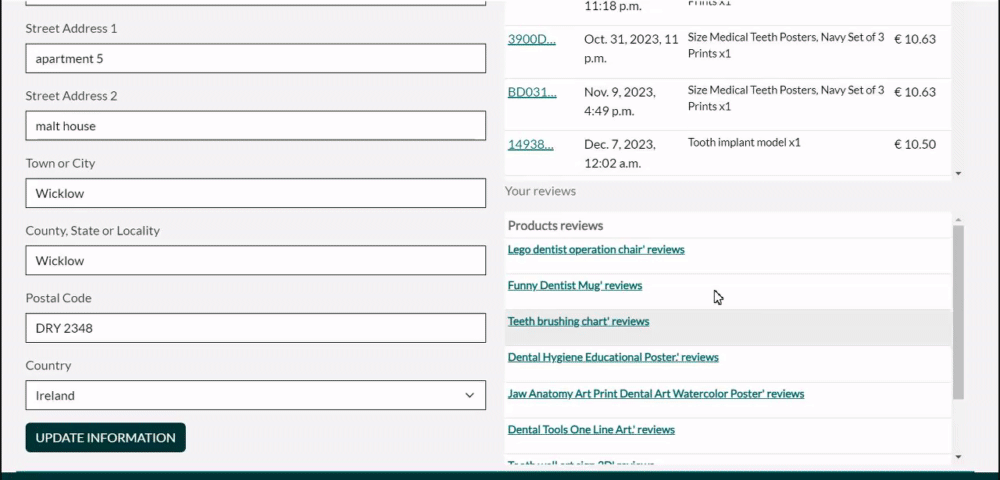 Street Address 1
apartment 5
Street Address 2
malt house
Town or City
Wicklow
County, State or Locality
Wicklow
Postal Code
DRY 2348
Country
Ireland
UPDATE INFORMATION
11:18 p.m. Prints x1
3900D... Oct. 31, 2023, 11 Size Medical Teeth Posters, Navy Set of 3 € 10.63
p.m. Prints x1
BD031... Nov. 9, 2023, Size Medical Teeth Posters, Navy Set of 3 € 10.63
4:49 p.m. Prints x1
14938... Dec. 7, 2023, Tooth implant model x1 € 10.50
12:02 a.m.
Your reviews
Products reviews
Lego dentist operation chair' reviews
Funny Dentist Mug' reviews
Teeth brushing chart' reviews
Dental Hygiene Educational Poster.' reviews
Jaw Anatomy Art Print Dental Art Watercolor Poster' reviews
Dental Tools One Line Art.' reviews
Tooth wall art sign 3D' reviews